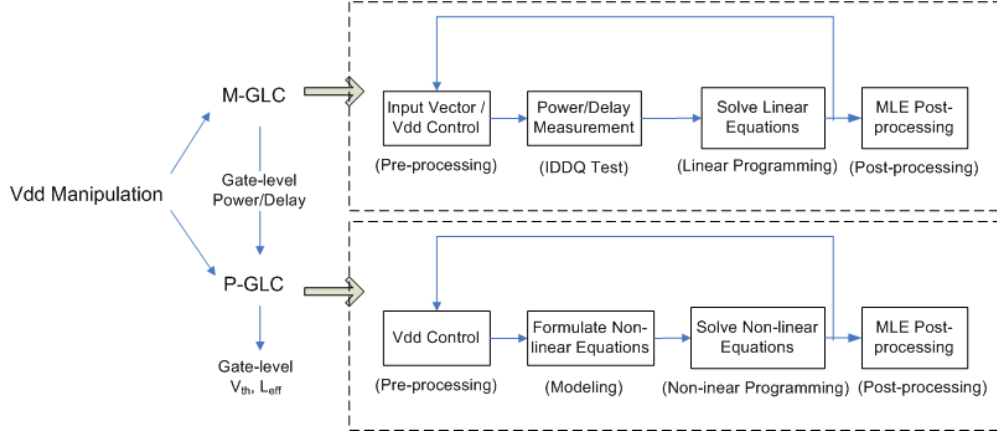 Vdd Manipulation
M-GLC
Gate-level
Power/Delay
P-GLC
Gate-level
Vth, Leff
Input Vector /
Vdd Control
(Pre-processing)
Power/Delay
Measurement
(IDDQ Test)
Solve Linear
Equations
(Linear Programming)
MLE Post-
processing
(Post-processing)
Vdd Control
(Pre-processing)
Formulate Non-
linear Equations
(Modeling)
Solve Non-linear
Equations
(Non-inear Programming)
MLE Post-
processing
(Post-processing)